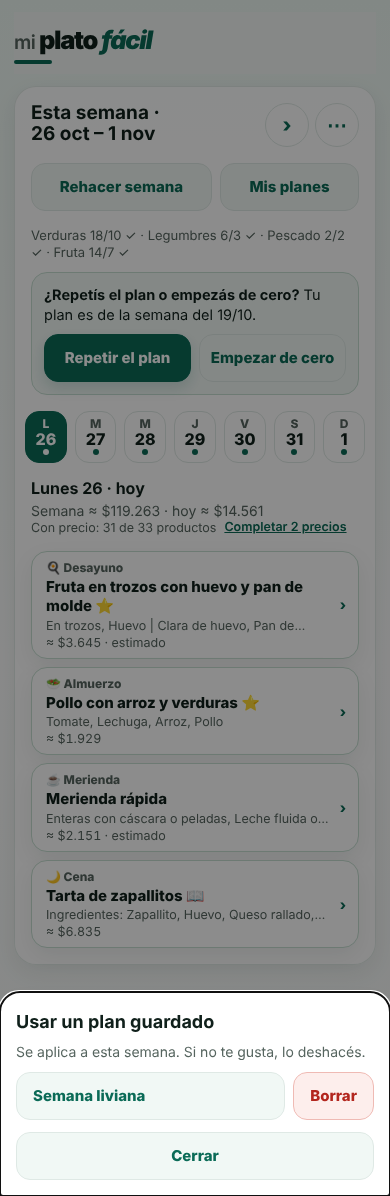 mi plato fácil
Esta semana ·
26 oct – 1 nov
›
···
Rehacer semana
Mis planes
Verduras 18/10 ✓ · Legumbres 6/3 ✓ · Pescado 2/2
✓ · Fruta 14/7 ✓
¿Repetís el plan o empezás de cero? Tu
plan es de la semana del 19/10.
Repetir el plan
Empezar de cero
L M M J V S D
26 27 28 29 30 31 1
Lunes 26 · hoy
Semana ≈ $119.263 · hoy ≈ $14.561
Con precio: 31 de 33 productos Completar 2 precios
🍳 Desayuno
Fruta en trozos con huevo y pan de
molde ⭐
En trozos, Huevo | Clara de huevo, Pan de...
≈ $3.645 · estimado
›
🥗 Almuerzo
Pollo con arroz y verduras ⭐
Tomate, Lechuga, Arroz, Pollo
≈ $1.929
›
☕ Merienda
Merienda rápida
Enteras con cáscara o peladas, Leche fluida o...
≈ $2.151 · estimado
›
🌙 Cena
Tarta de zapallitos 📖
Ingredientes: Zapallito, Huevo, Queso rallado,...
≈ $6.835
›
Usar un plan guardado
Se aplica a esta semana. Si no te gusta, lo deshacés.
Semana liviana
Borrar
Cerrar